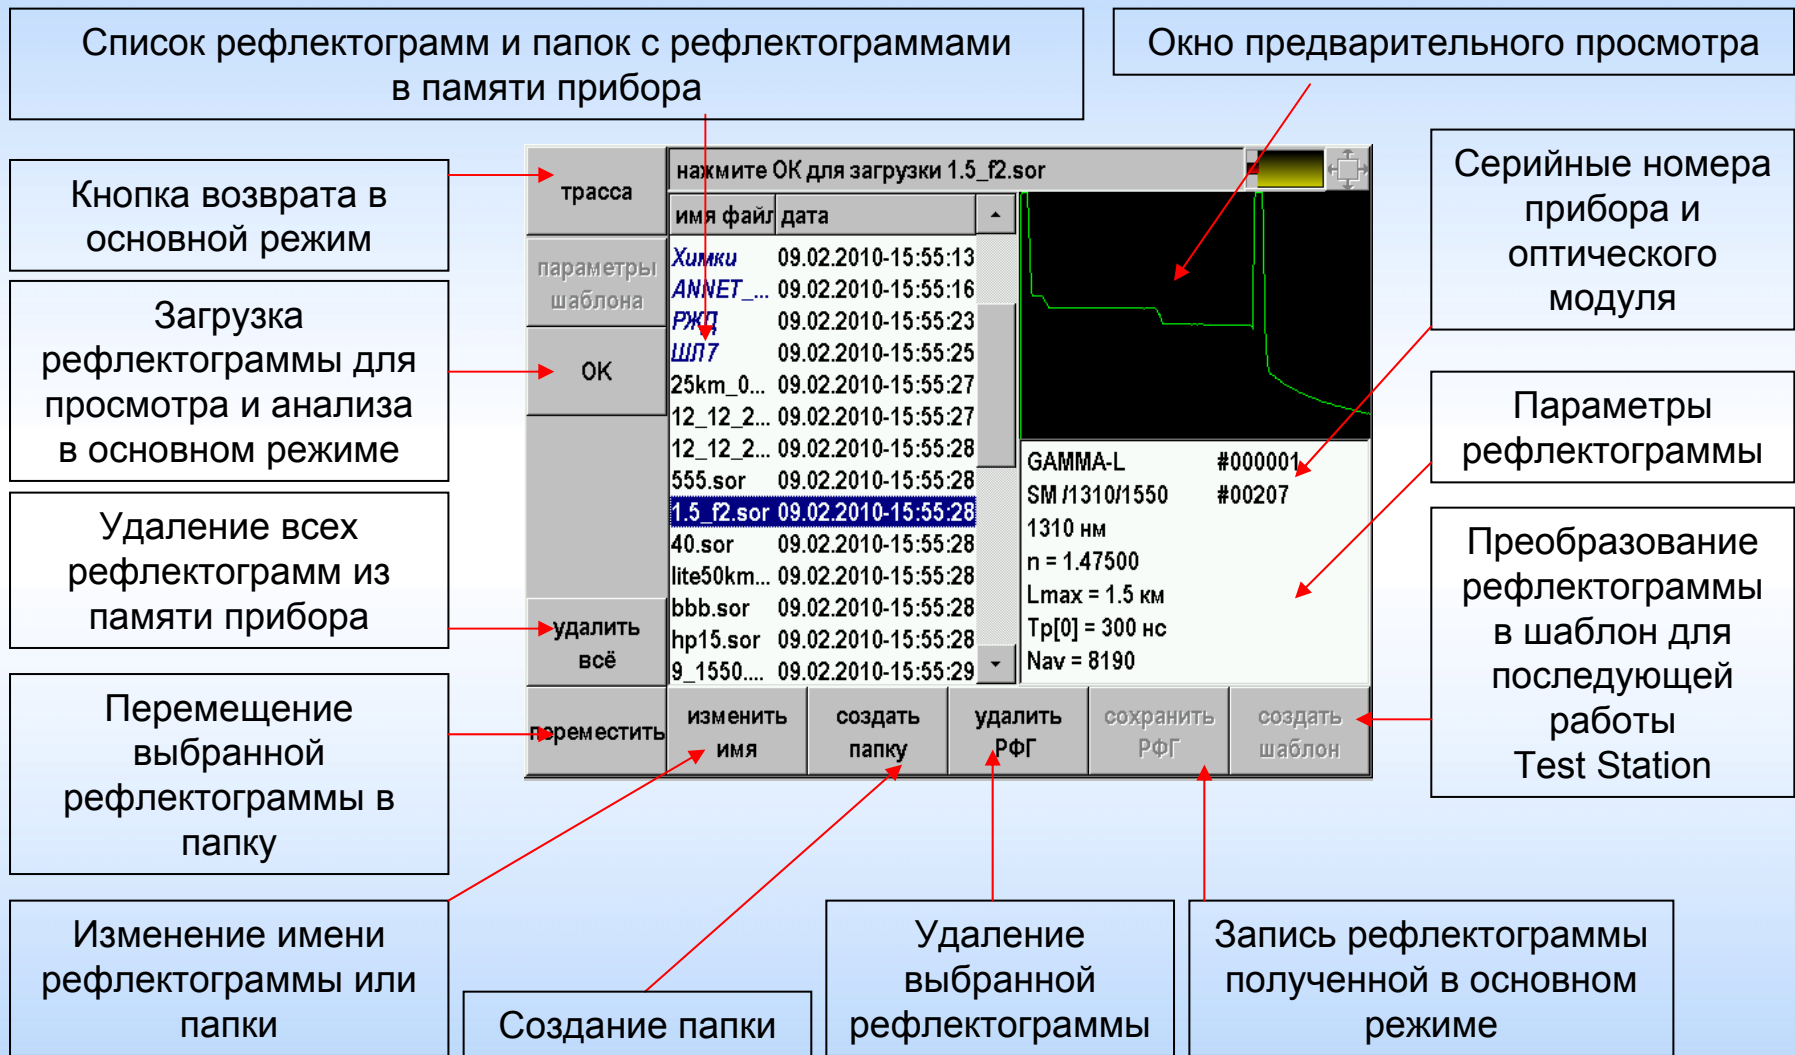 Список рефлектограмм и папок с рефлектограммами
в памяти прибора
Окно предварительного просмотра
Кнопка возврата в
основной режим
Загрузка
рефлектограммы для
просмотра и анализа
в основном режиме
Удаление всех
рефлектограмм из
памяти прибора
Перемещение
выбранной
рефлектограммы в
папку
Изменение имени
рефлектограммы или
папки
Создание папки
Удаление
выбранной
рефлектограммы
Запись рефлектограммы
полученной в основном
режиме
Серийные номера
прибора и
оптического
модуля
Параметры
рефлектограммы
Преобразование
рефлектограммы
в шаблон для
последующей
работы
Test Station
трасса
параметры
шаблона
OK
удалить
всё
переместить
нажмите ОК для загрузки 1.5_f2.sor
имя файл дата
Химки 09.02.2010-15:55:13
ANNET_... 09.02.2010-15:55:16
РЖД 09.02.2010-15:55:23
ШЛ7 09.02.2010-15:55:25
25km_0... 09.02.2010-15:55:27
12_12_2... 09.02.2010-15:55:27
12_12_2... 09.02.2010-15:55:28
555.sor 09.02.2010-15:55:28
1.5_f2.sor 09.02.2010-15:55:28
40.sor 09.02.2010-15:55:28
lite50km... 09.02.2010-15:55:28
bbb.sor 09.02.2010-15:55:28
hp15.sor 09.02.2010-15:55:28
9_1550.... 09.02.2010-15:55:29
GAMMA-L #000001
SM /1310/1550 #00207
1310 нм
n = 1.47500
Lmax = 1.5 км
Tp[0] = 300 нс
Nav = 8190
изменить
имя
создать
папку
удалить
РФГ
сохранить
РФГ
создать
шаблон